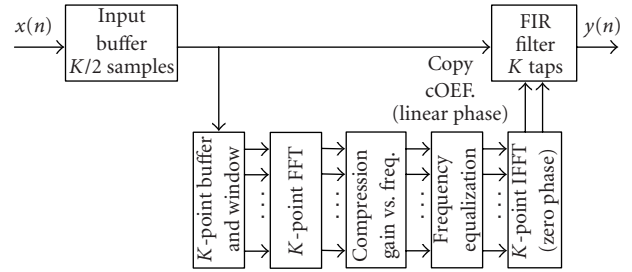 x(n)
Input
buffer
K/2 samples
FIR
filter
K taps
y(n)
Copy
cOEF.
(linear phase)
K-point buffer
and window
K-point FFT
Compression
gain vs. freq.
Frequency
equalization
K-point IFFT
(zero phase)